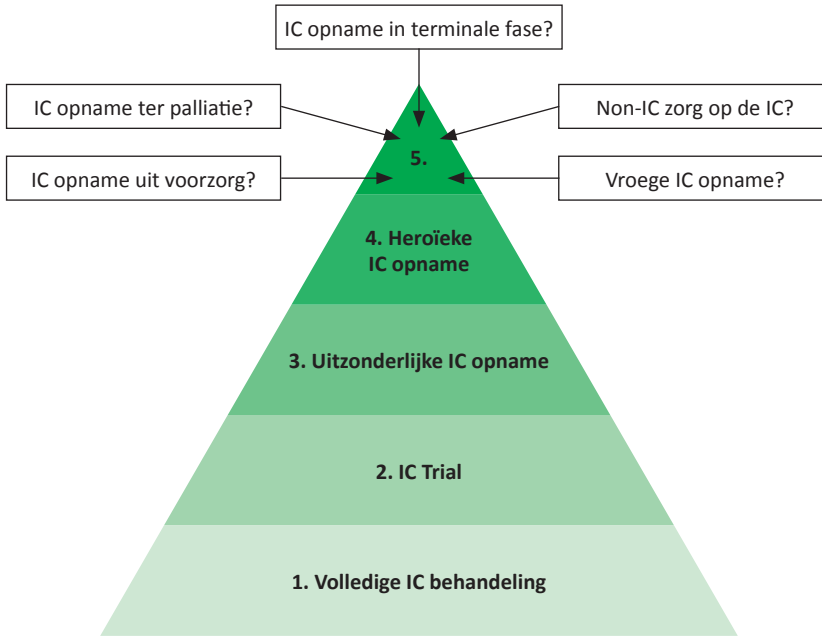 IC opname in terminale fase?
IC opname ter palliatie?
Non-IC zorg op de IC?
5.
IC opname uit voorzorg?
Vroege IC opname?
4. Heroïeke
IC opname
3. Uitzonderlijke IC opname
2. IC Trial
1. Volledige IC behandeling